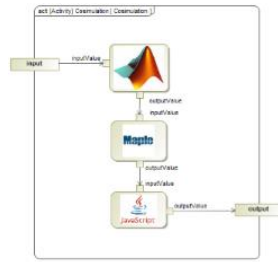 act [Activity] Cosimulation [ Cosimulation ]
input
inputValue
outputValue
inputValue
Maple
outputValue
inputValue
JavaScript
outputValue
output